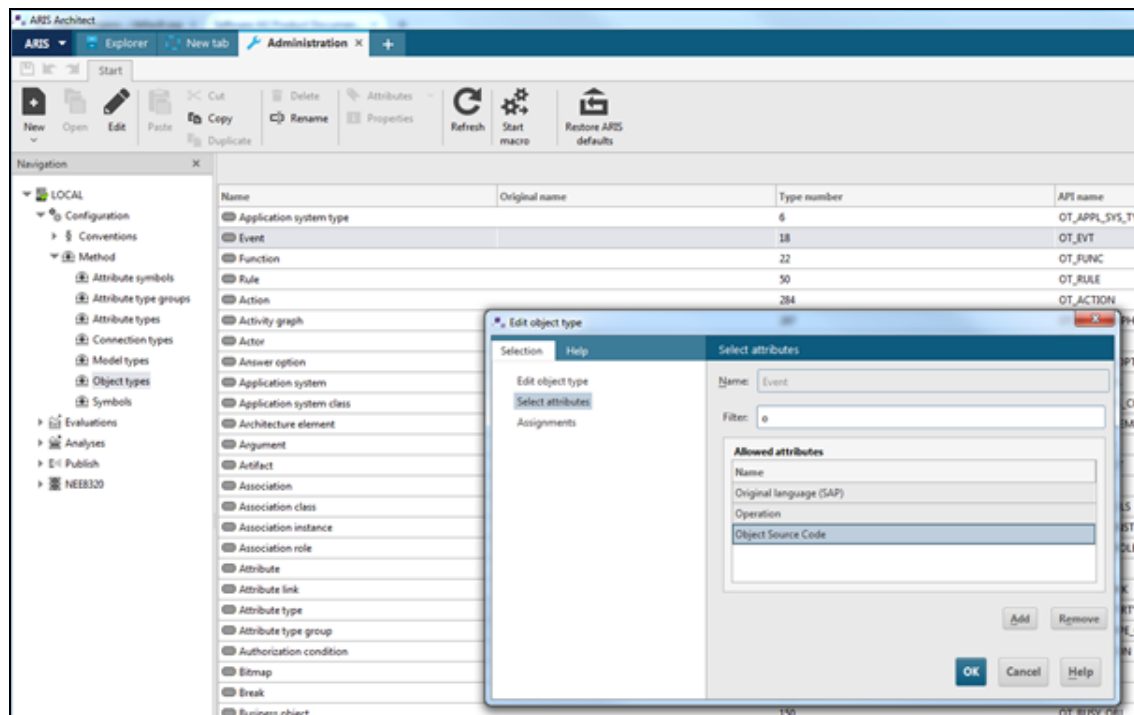 ARIS Architect
ARIS Explorer New tab Administration × +
Start
New Open Edit Paste Cut Copy Duplicate Delete Rename Attributes Properties Refresh Start macro Restore ARIS defaults
Navigation ×
LOCAL
Configuration
Conventions
Method
Attribute symbols
Attribute type groups
Attribute types
Connection types
Model types
Object types
Symbols
Evaluations
Analyses
Publish
NEEB320
Name Original name Type number API name
Application system type 6 OT_APPL_SYS_TY
Event 18 OT_EVT
Function 22 OT_FUNC
Rule 50 OT_RULE
Action 284 OT_ACTION
Activity graph
Actor
Answer option
Application system
Application system class
Architecture element
Argument
Artifact
Association
Association class
Association instance
Association role
Attribute
Attribute link
Attribute type
Attribute type group
Authorization condition
Bitmap
Break
Business object 150 OT_BUSY_OBJ
Edit object type
Selection Help
Edit object type
Select attributes
Assignments
Select attributes
Name: Event
Filter: o
Allowed attributes
Name
Original language (SAP)
Operation
Object Source Code
Add Remove
OK Cancel Help